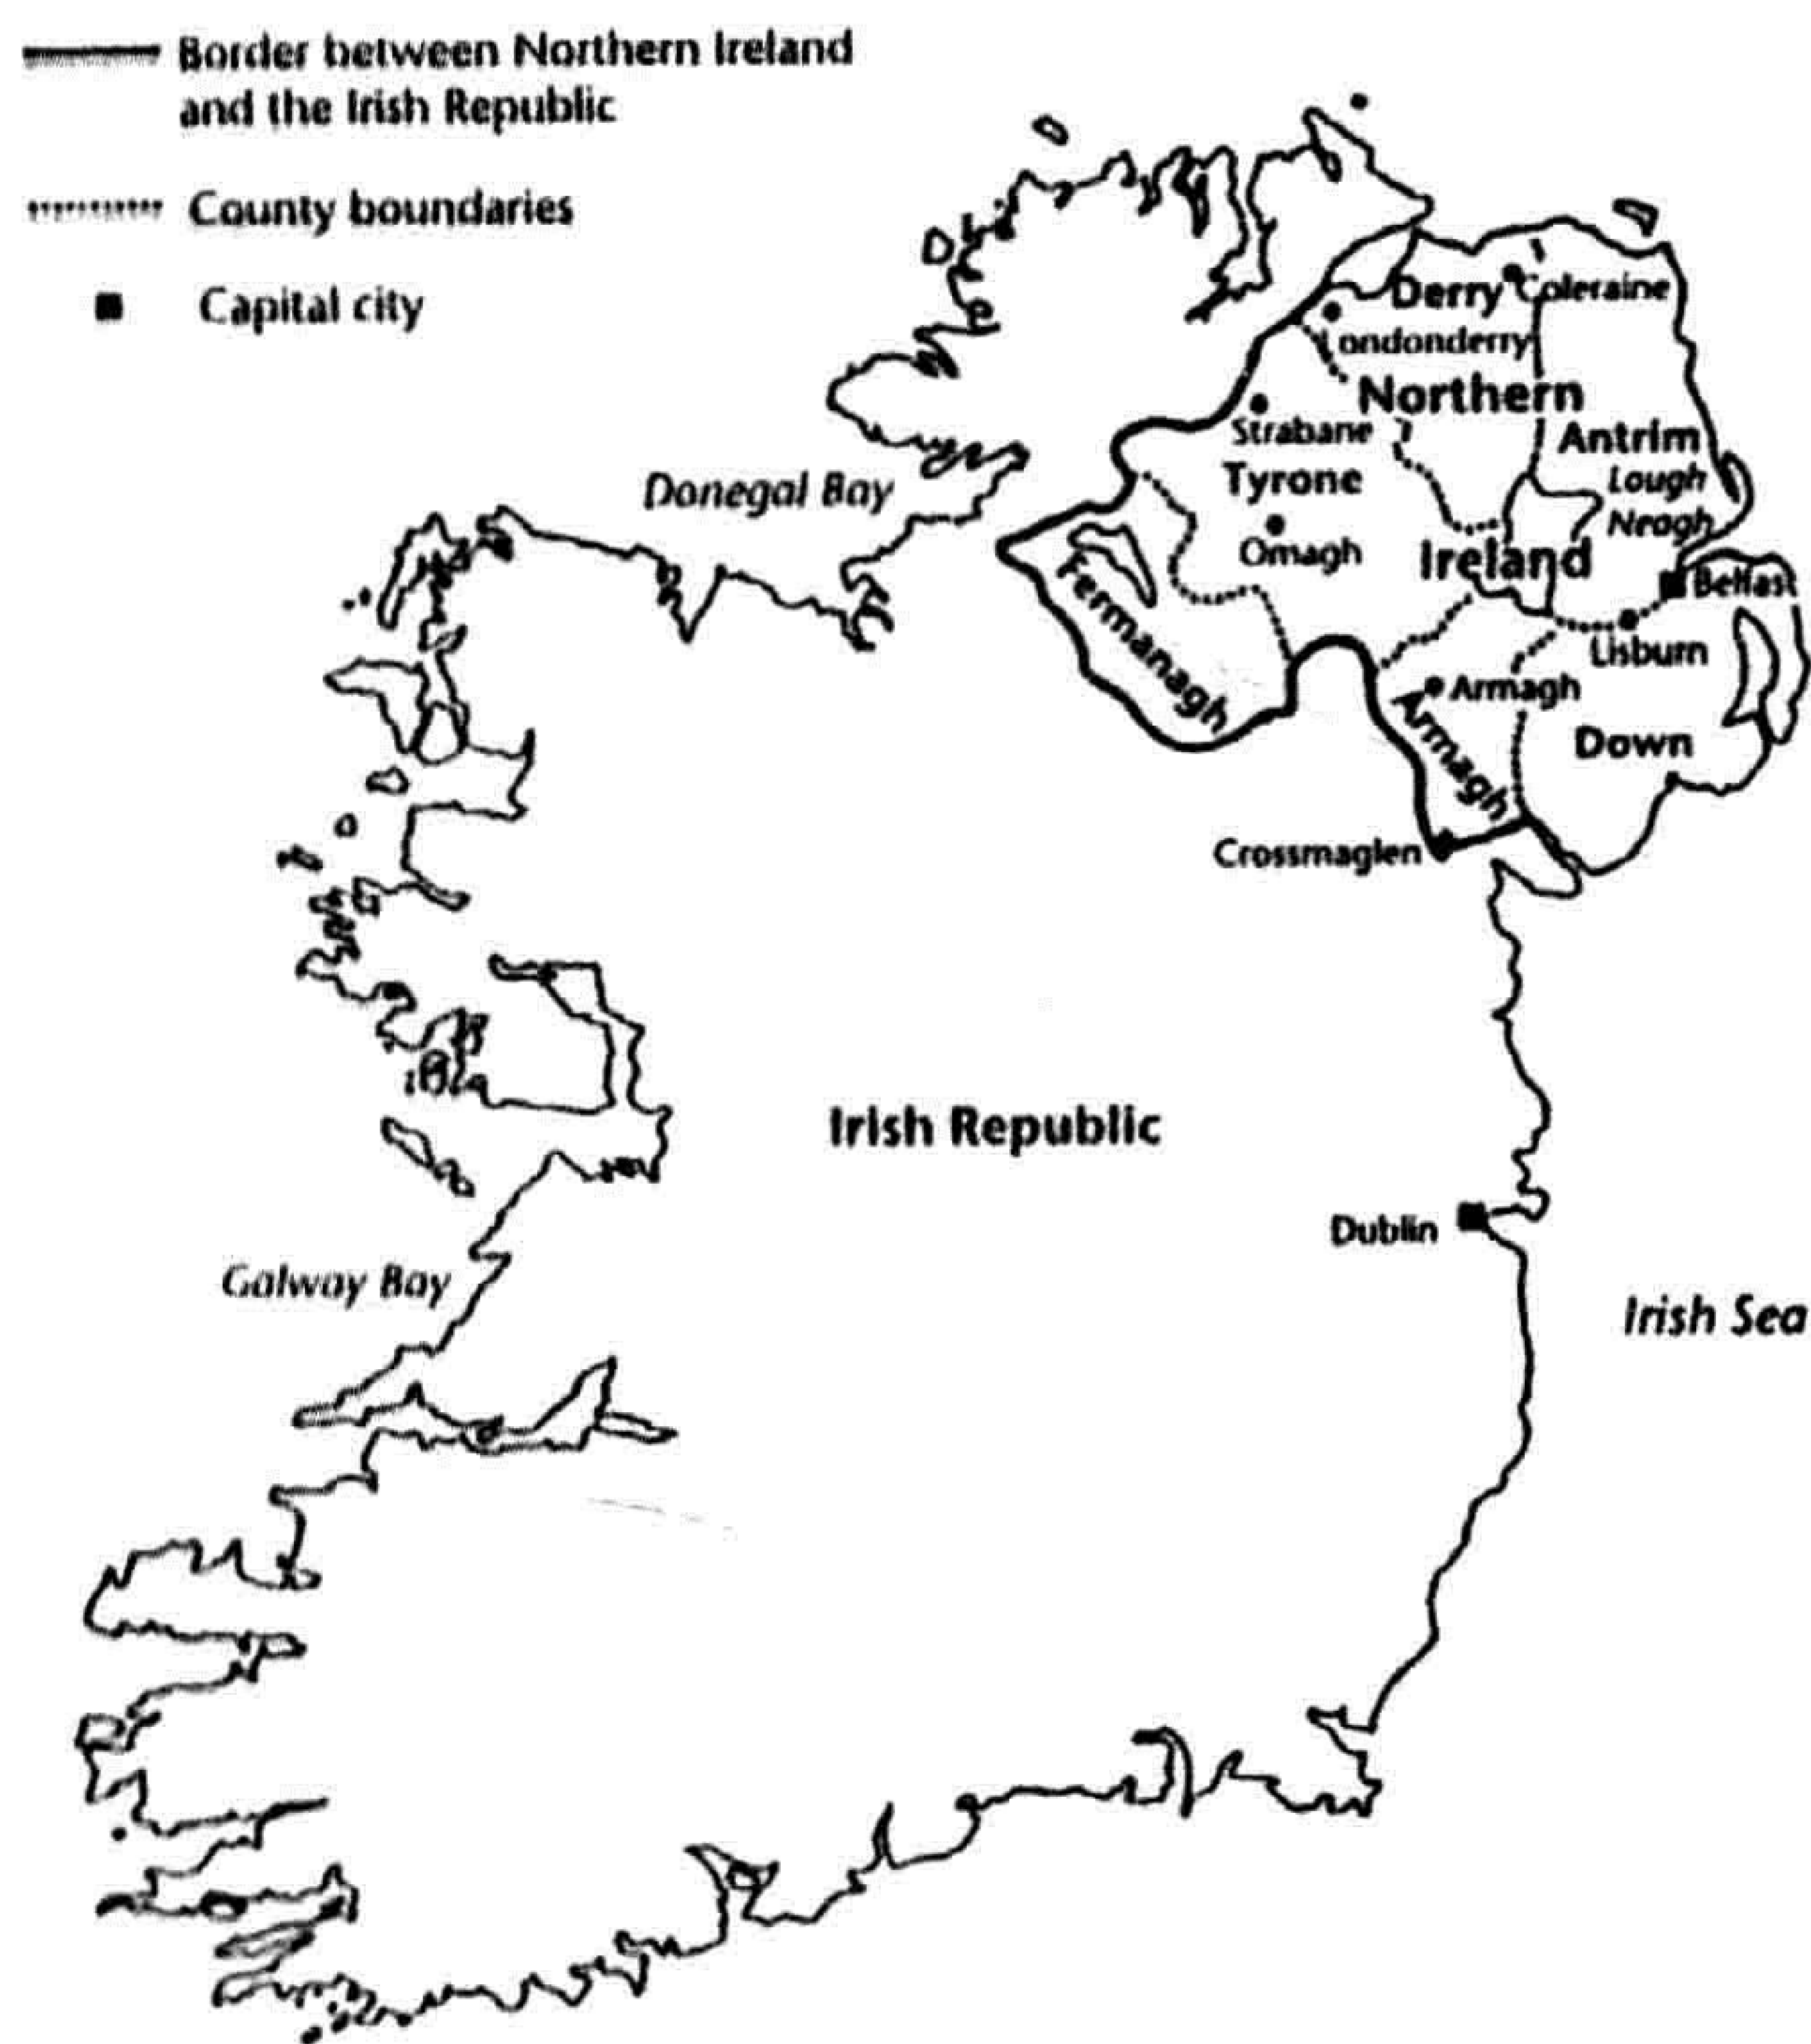 Border between Northern Ireland
and the Irish Republic
County boundaries
Capital city
Derry
Coleraine
Londonderry
Northern
Strabane
Antrim
Tyrone
Lough
Neagh
Donegal Bay
Omagh
Ireland
Belfast
Fermanagh
Lisburn
Armagh
Armagh
Down
Crossmaglen
Irish Republic
Dublin
Galway Bay
Irish Sea